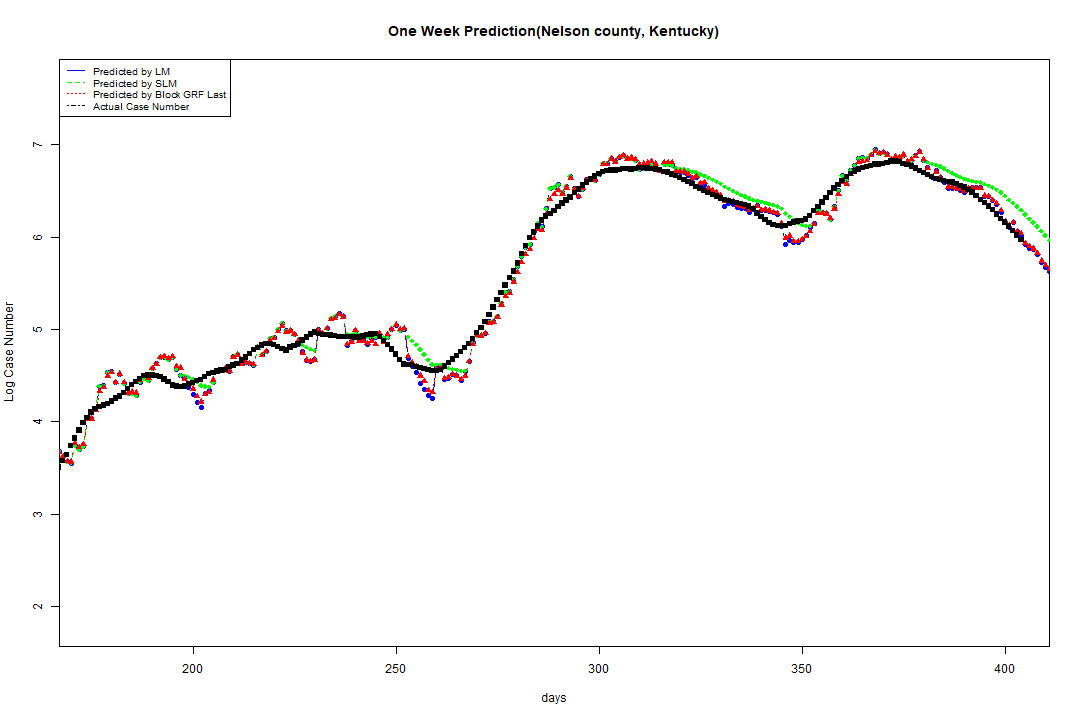 One Week Prediction(Nelson county, Kentucky)
Predicted by LM
Predicted by SLM
Predicted by Block GRF Last
Actual Case Number
7
6
5
4
3
2
Log Case Number
200 250 300 350 400
days